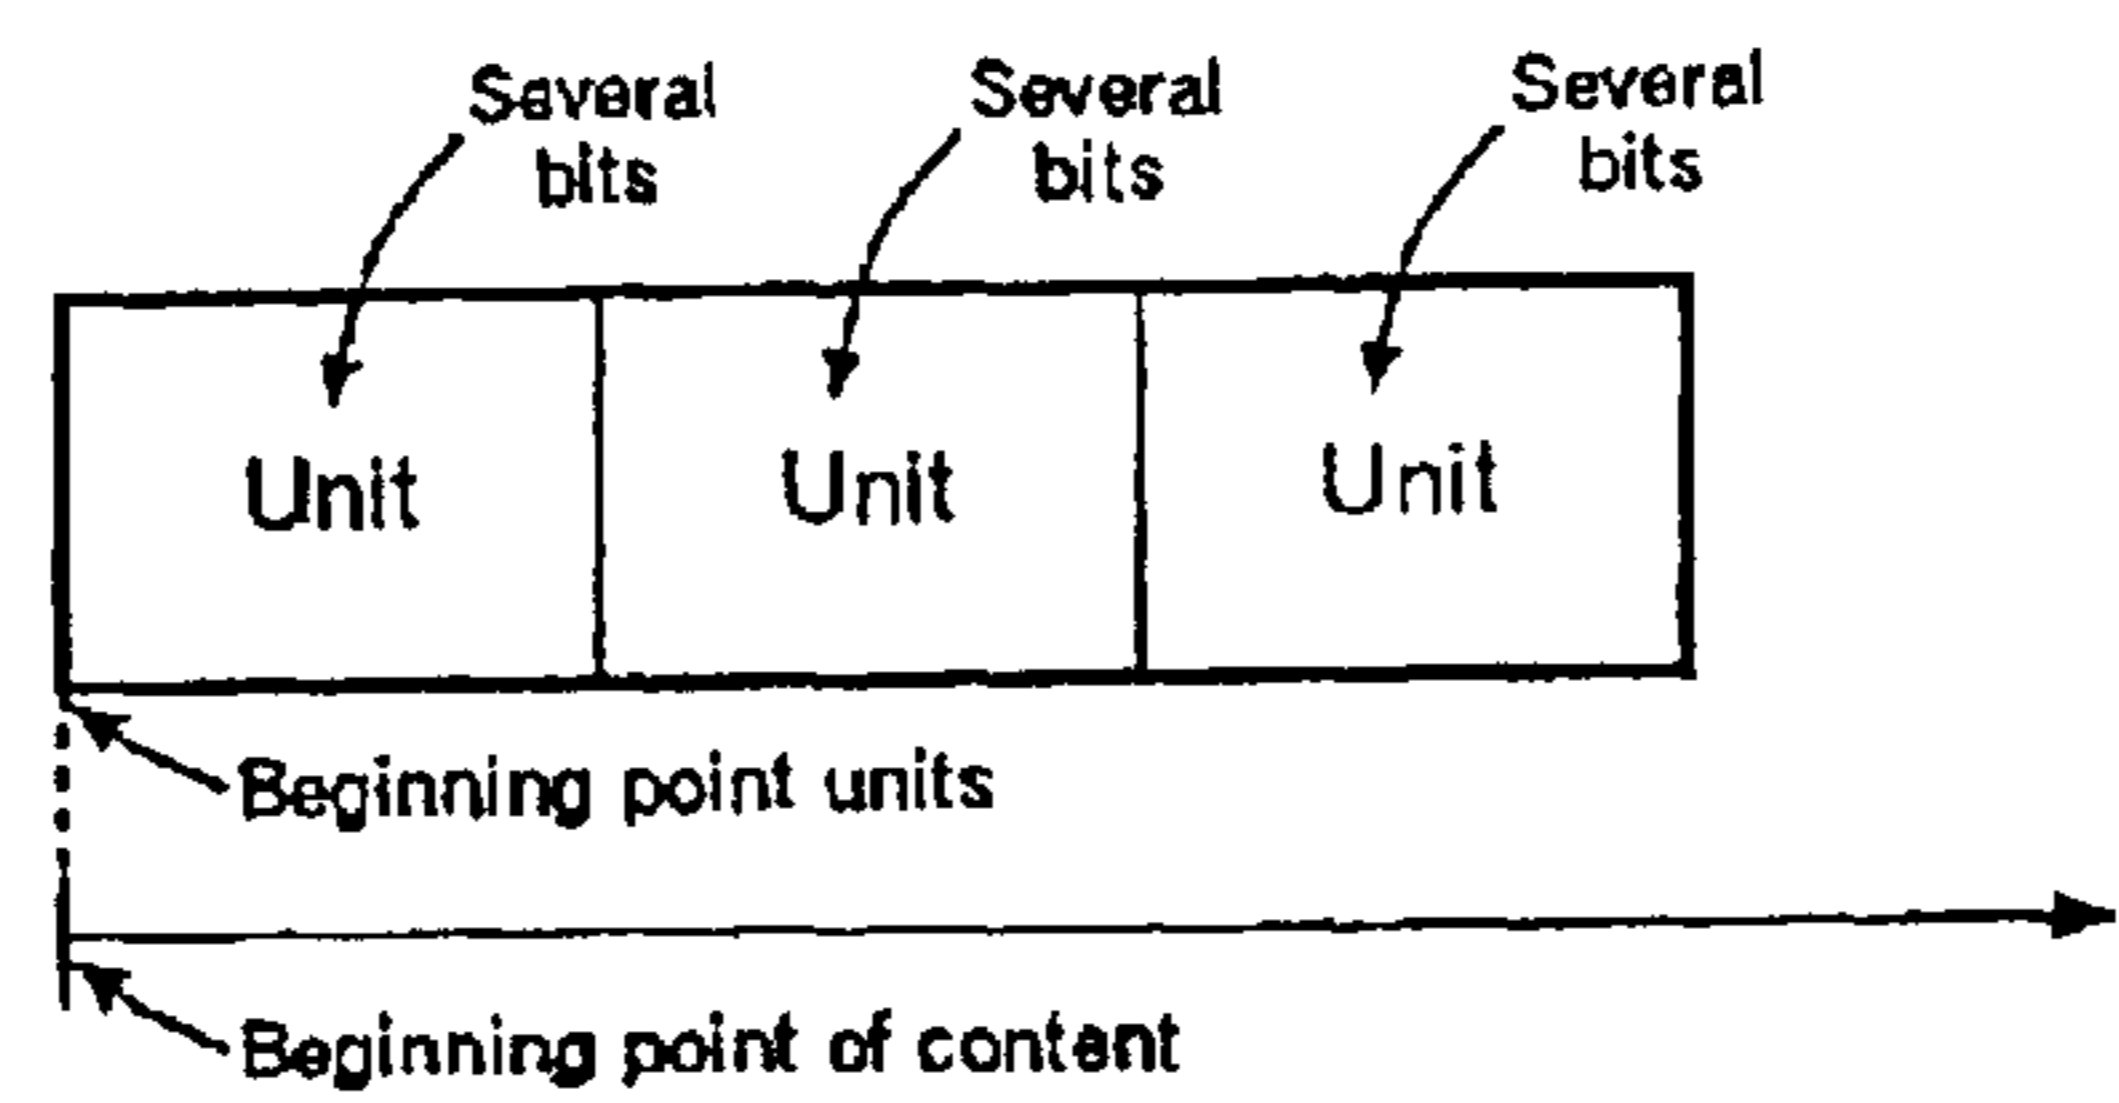 Several Several Several
bits bits bits
Unit Unit Unit
Beginning point units
Beginning point of content